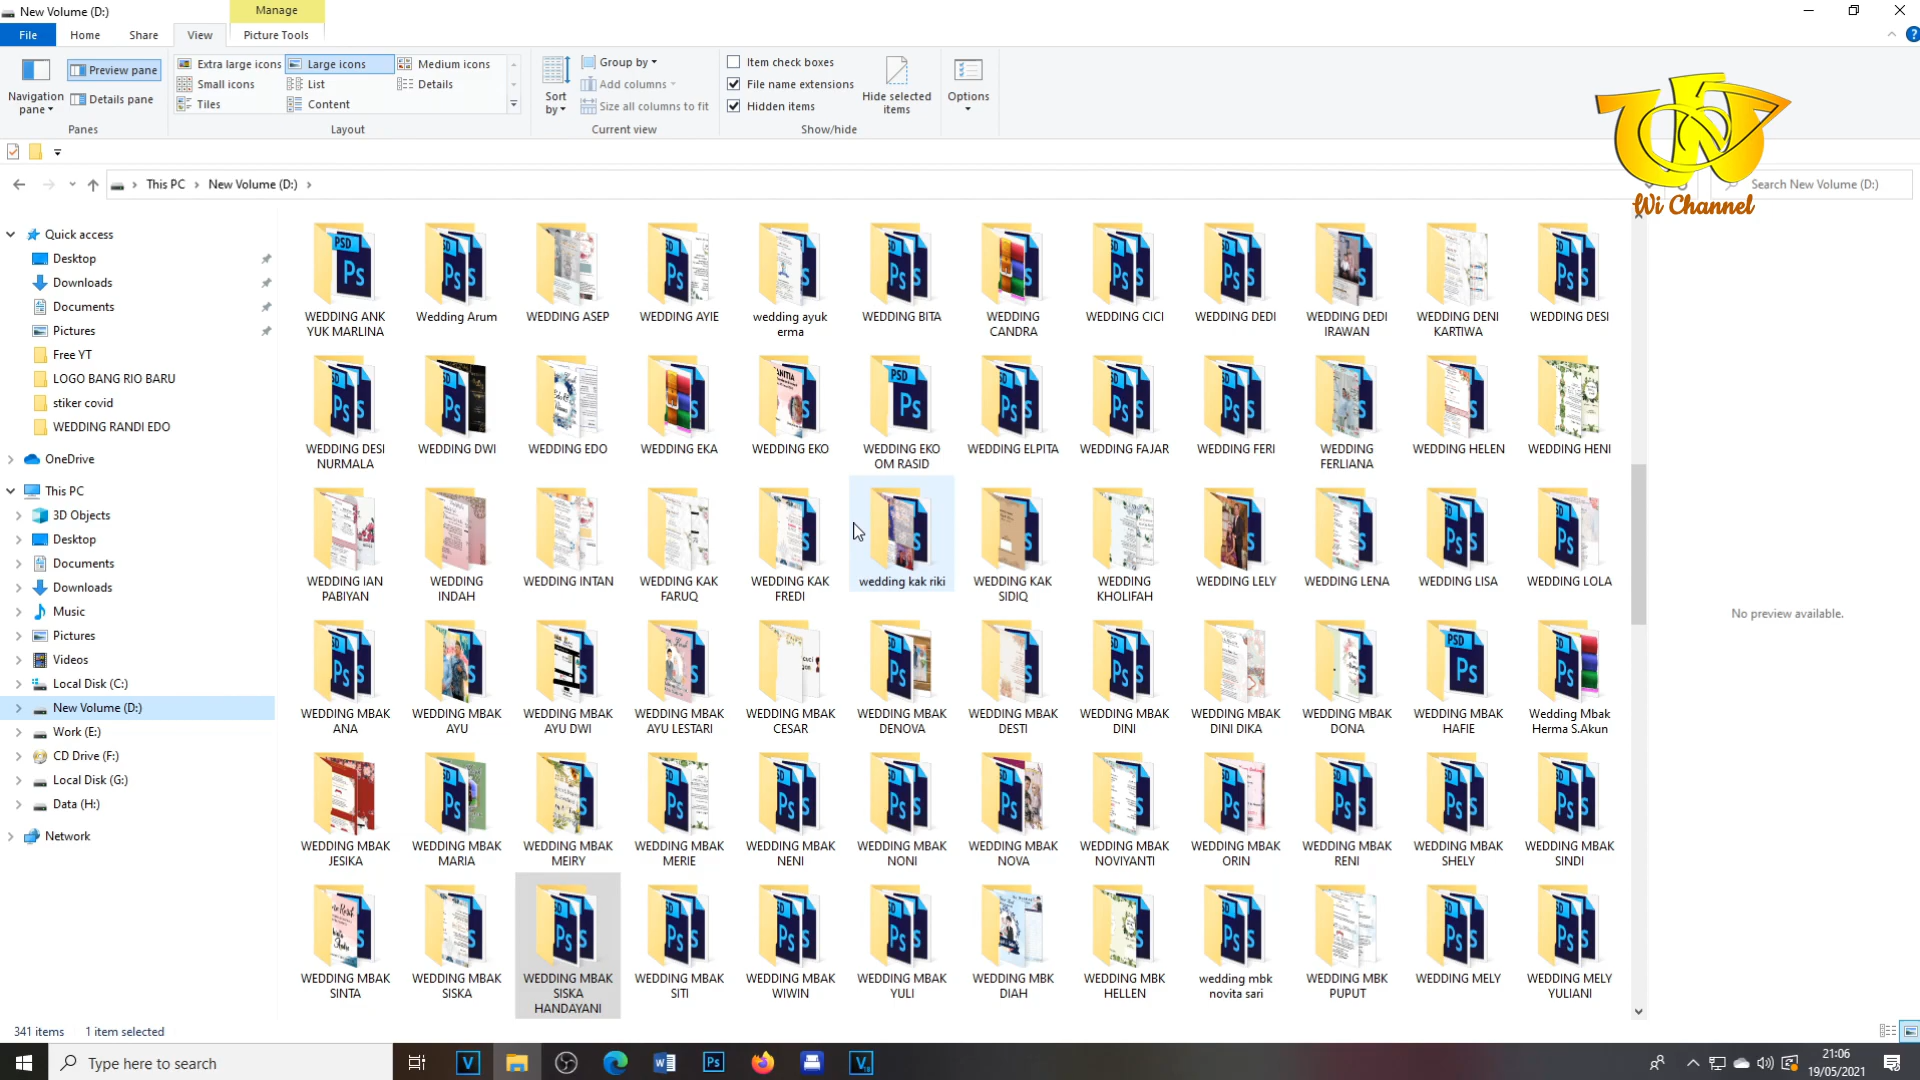 New Volume (D:)
Manage
File
Home
Share
View
Picture Tools
Navigation pane
Preview pane
Details pane
Panes
Extra large icons
Large icons
Medium icons
Small icons
List
Details
Tiles
Content
Layout
Sort by
Group by
Add columns
Size all columns to fit
Current view
Item check boxes
File name extensions
Hidden items
Hide selected items
Show/hide
Options
Wi Channel
This PC
New Volume (D:)
Search New Volume (D:)
Quick access
Desktop
Downloads
Documents
Pictures
Free YT
LOGO BANG RIO BARU
stiker covid
WEDDING RANDI EDO
OneDrive
This PC
3D Objects
Desktop
Documents
Downloads
Music
Pictures
Videos
Local Disk (C:)
New Volume (D:)
Work (E:)
CD Drive (F:)
Local Disk (G:)
Data (H:)
Network
WEDDING ANK YUK MARLINA
Wedding Arum
WEDDING ASEP
WEDDING AYIE
wedding ayuk erma
WEDDING BITA
WEDDING CANDRA
WEDDING CICI
WEDDING DEDI
WEDDING DEDI IRAWAN
WEDDING DENI KARTIWA
WEDDING DESI
WEDDING DESI NURMALA
WEDDING DWI
WEDDING EDO
WEDDING EKA
WEDDING EKO
WEDDING EKO OM RASID
WEDDING ELPITA
WEDDING FAJAR
WEDDING FERI
WEDDING FERLIANA
WEDDING HELEN
WEDDING HENI
WEDDING IAN PABIYAN
WEDDING INDAH
WEDDING INTAN
WEDDING KAK FARUQ
WEDDING KAK FREDI
wedding kak riki
WEDDING KAK SIDIQ
WEDDING KHOLIFAH
WEDDING LELY
WEDDING LENA
WEDDING LISA
WEDDING LOLA
WEDDING MBAK ANA
WEDDING MBAK AYU
WEDDING MBAK AYU DWI
WEDDING MBAK AYU LESTARI
WEDDING MBAK CESAR
WEDDING MBAK DENOVA
WEDDING MBAK DESTI
WEDDING MBAK DINI
WEDDING MBAK DINI DIKA
WEDDING MBAK DONA
WEDDING MBAK HAFIE
Wedding Mbak Herma S.Akun
WEDDING MBAK JESIKA
WEDDING MBAK MARIA
WEDDING MBAK MEIRY
WEDDING MBAK MERIE
WEDDING MBAK NENI
WEDDING MBAK NONI
WEDDING MBAK NOVA
WEDDING MBAK NOVIYANTI
WEDDING MBAK ORIN
WEDDING MBAK RENI
WEDDING MBAK SHELY
WEDDING MBAK SINDI
WEDDING MBAK SINTA
WEDDING MBAK SISKA
WEDDING MBAK SISKA HANDAYANI
WEDDING MBAK SITI
WEDDING MBAK WIWIN
WEDDING MBAK YULI
WEDDING MBK DIAH
WEDDING MBK HELLEN
wedding mbk novita sari
WEDDING MBK PUPUT
WEDDING MELY
WEDDING MELY YULIANI
No preview available.
341 items
1 item selected
Type here to search
21:06
19/05/2021